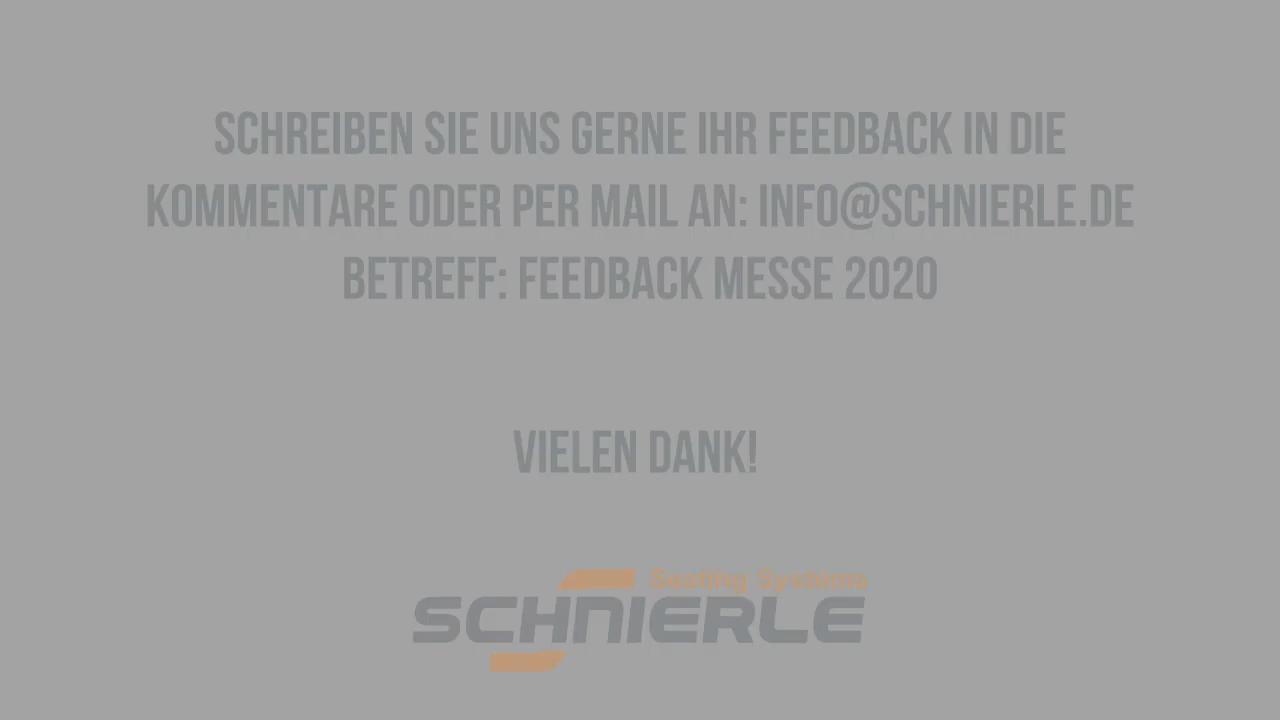 SCHREIBEN SIE UNS GERNE IHR FEEDBACK IN DIE
KOMMENTARE ODER PER MAIL AN: INFO@SCHNIERLE.DE
BETREFF: FEEDBACK MESSE 2020
VIELEN DANK!
Seating Systems
SCHNIERLE